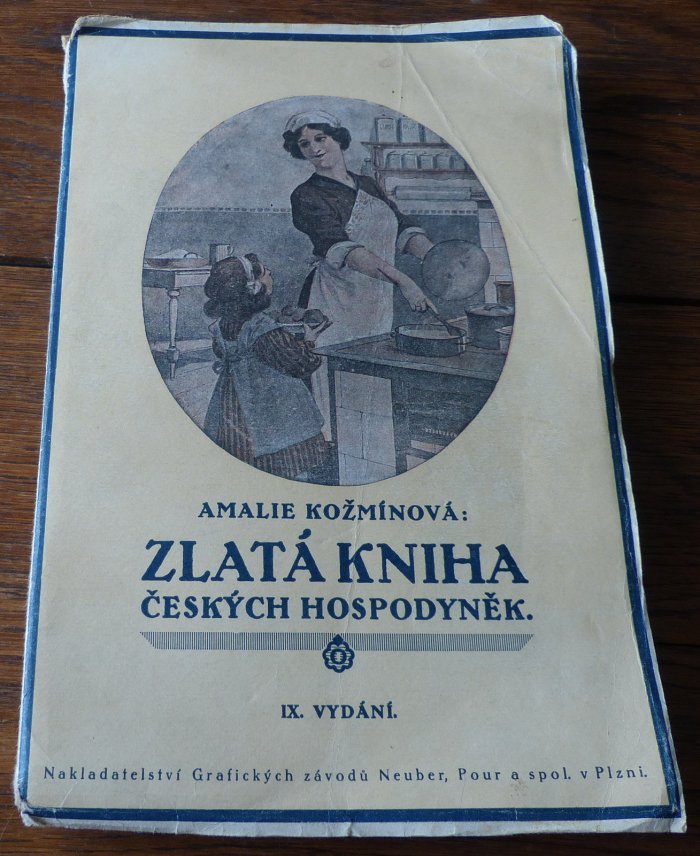 AMALIE KOŽMÍNOVÁ:
ZLATÁ KNIHA
ČESKÝCH HOSPODYNĚK.
IX. VYDÁNÍ.
Nakladatelství Grafických závodů Neuber, Pour a spol. v Plzni.